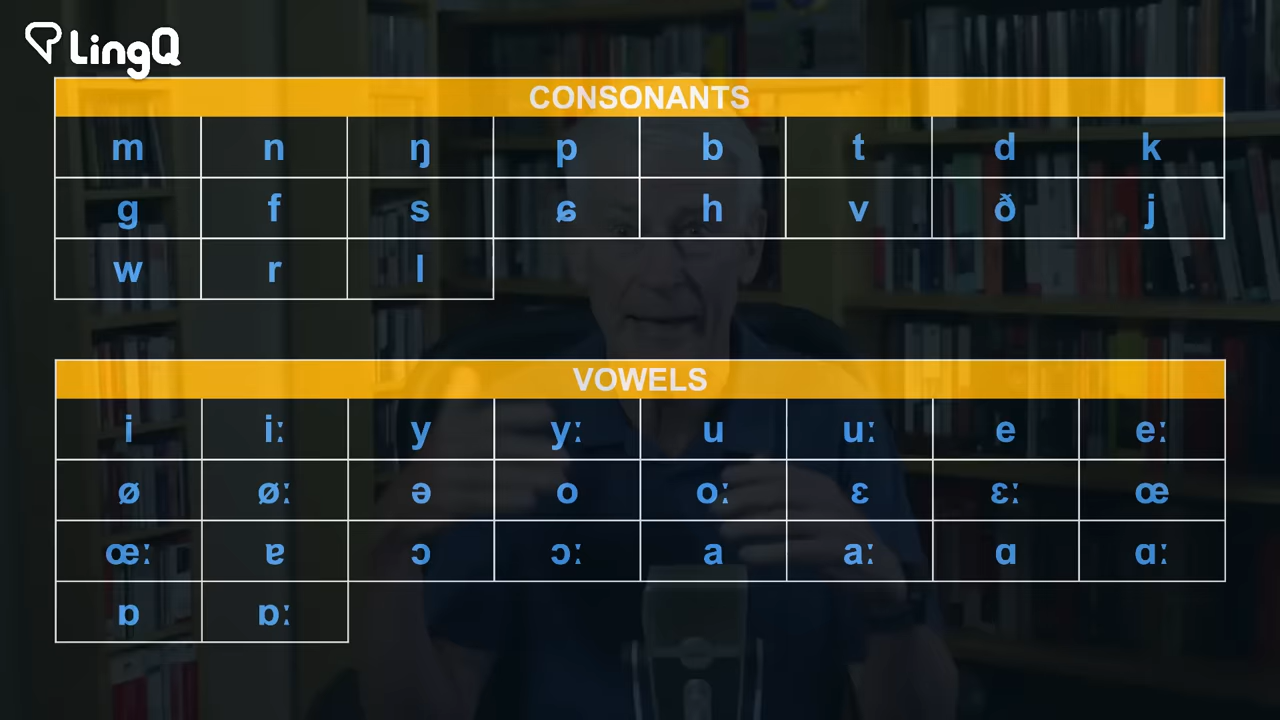 LingQ
CONSONANTS
m n ŋ p b t d k
g f s ɞ h v ð j
w r l
VOWELS
i iː y yː u uː e eː
ø øː ə o oː ɛ ɛː œ
œː ɐ ɔ ɔː a aː ɑ ɑː
ɒ ɒː